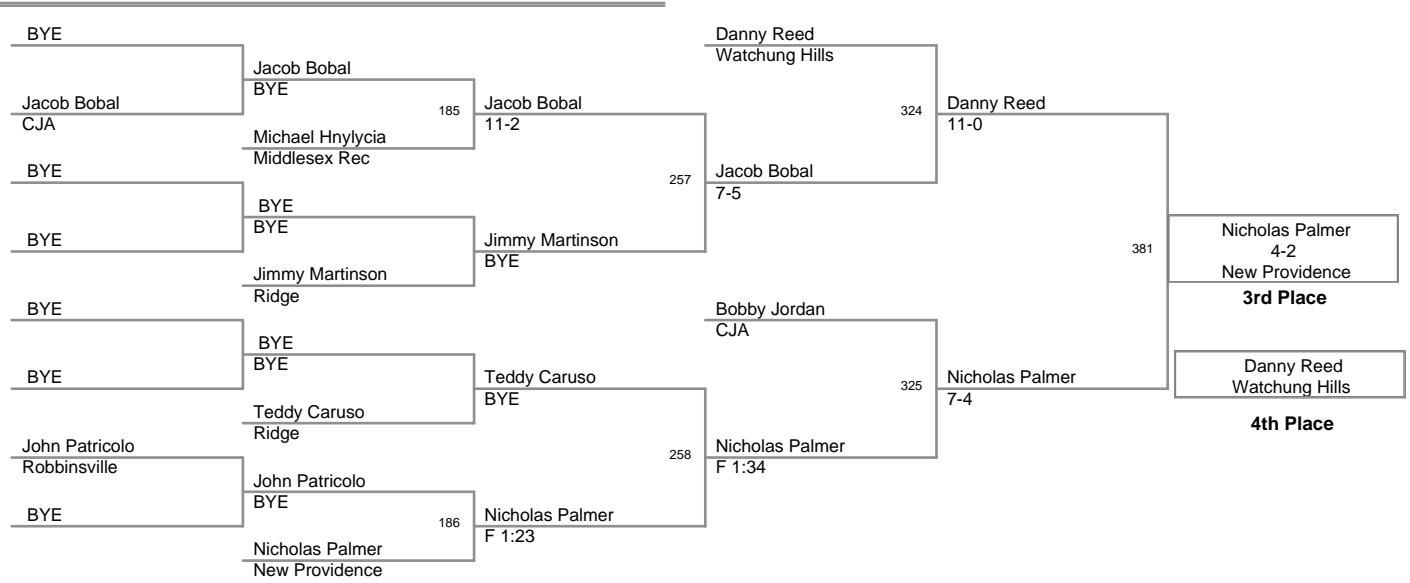 BYE
Jacob Bobal
CJA
BYE
BYE
BYE
BYE
John Patricolo
Robbinsville
BYE
Jacob Bobal
BYE
185
Michael Hnylycia
Middlesex Rec
BYE
BYE
Jimmy Martinson
Ridge
BYE
BYE
Teddy Caruso
Ridge
John Patricolo
BYE
186
Nicholas Palmer
New Providence
Jacob Bobal
11-2
257
Jimmy Martinson
BYE
Teddy Caruso
BYE
258
Nicholas Palmer
F 1:23
Danny Reed
Watchung Hills
324
Jacob Bobal
7-5
Bobby Jordan
CJA
325
Nicholas Palmer
F 1:34
Danny Reed
11-0
381
Nicholas Palmer
7-4
Nicholas Palmer
4-2
New Providence
3rd Place
Danny Reed
Watchung Hills
4th Place